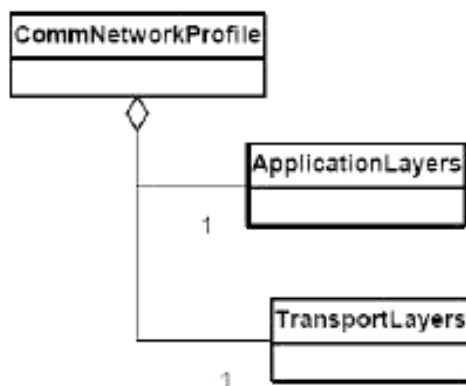 CommNetworkProfile
ApplicationLayers
1
TransportLayers
1